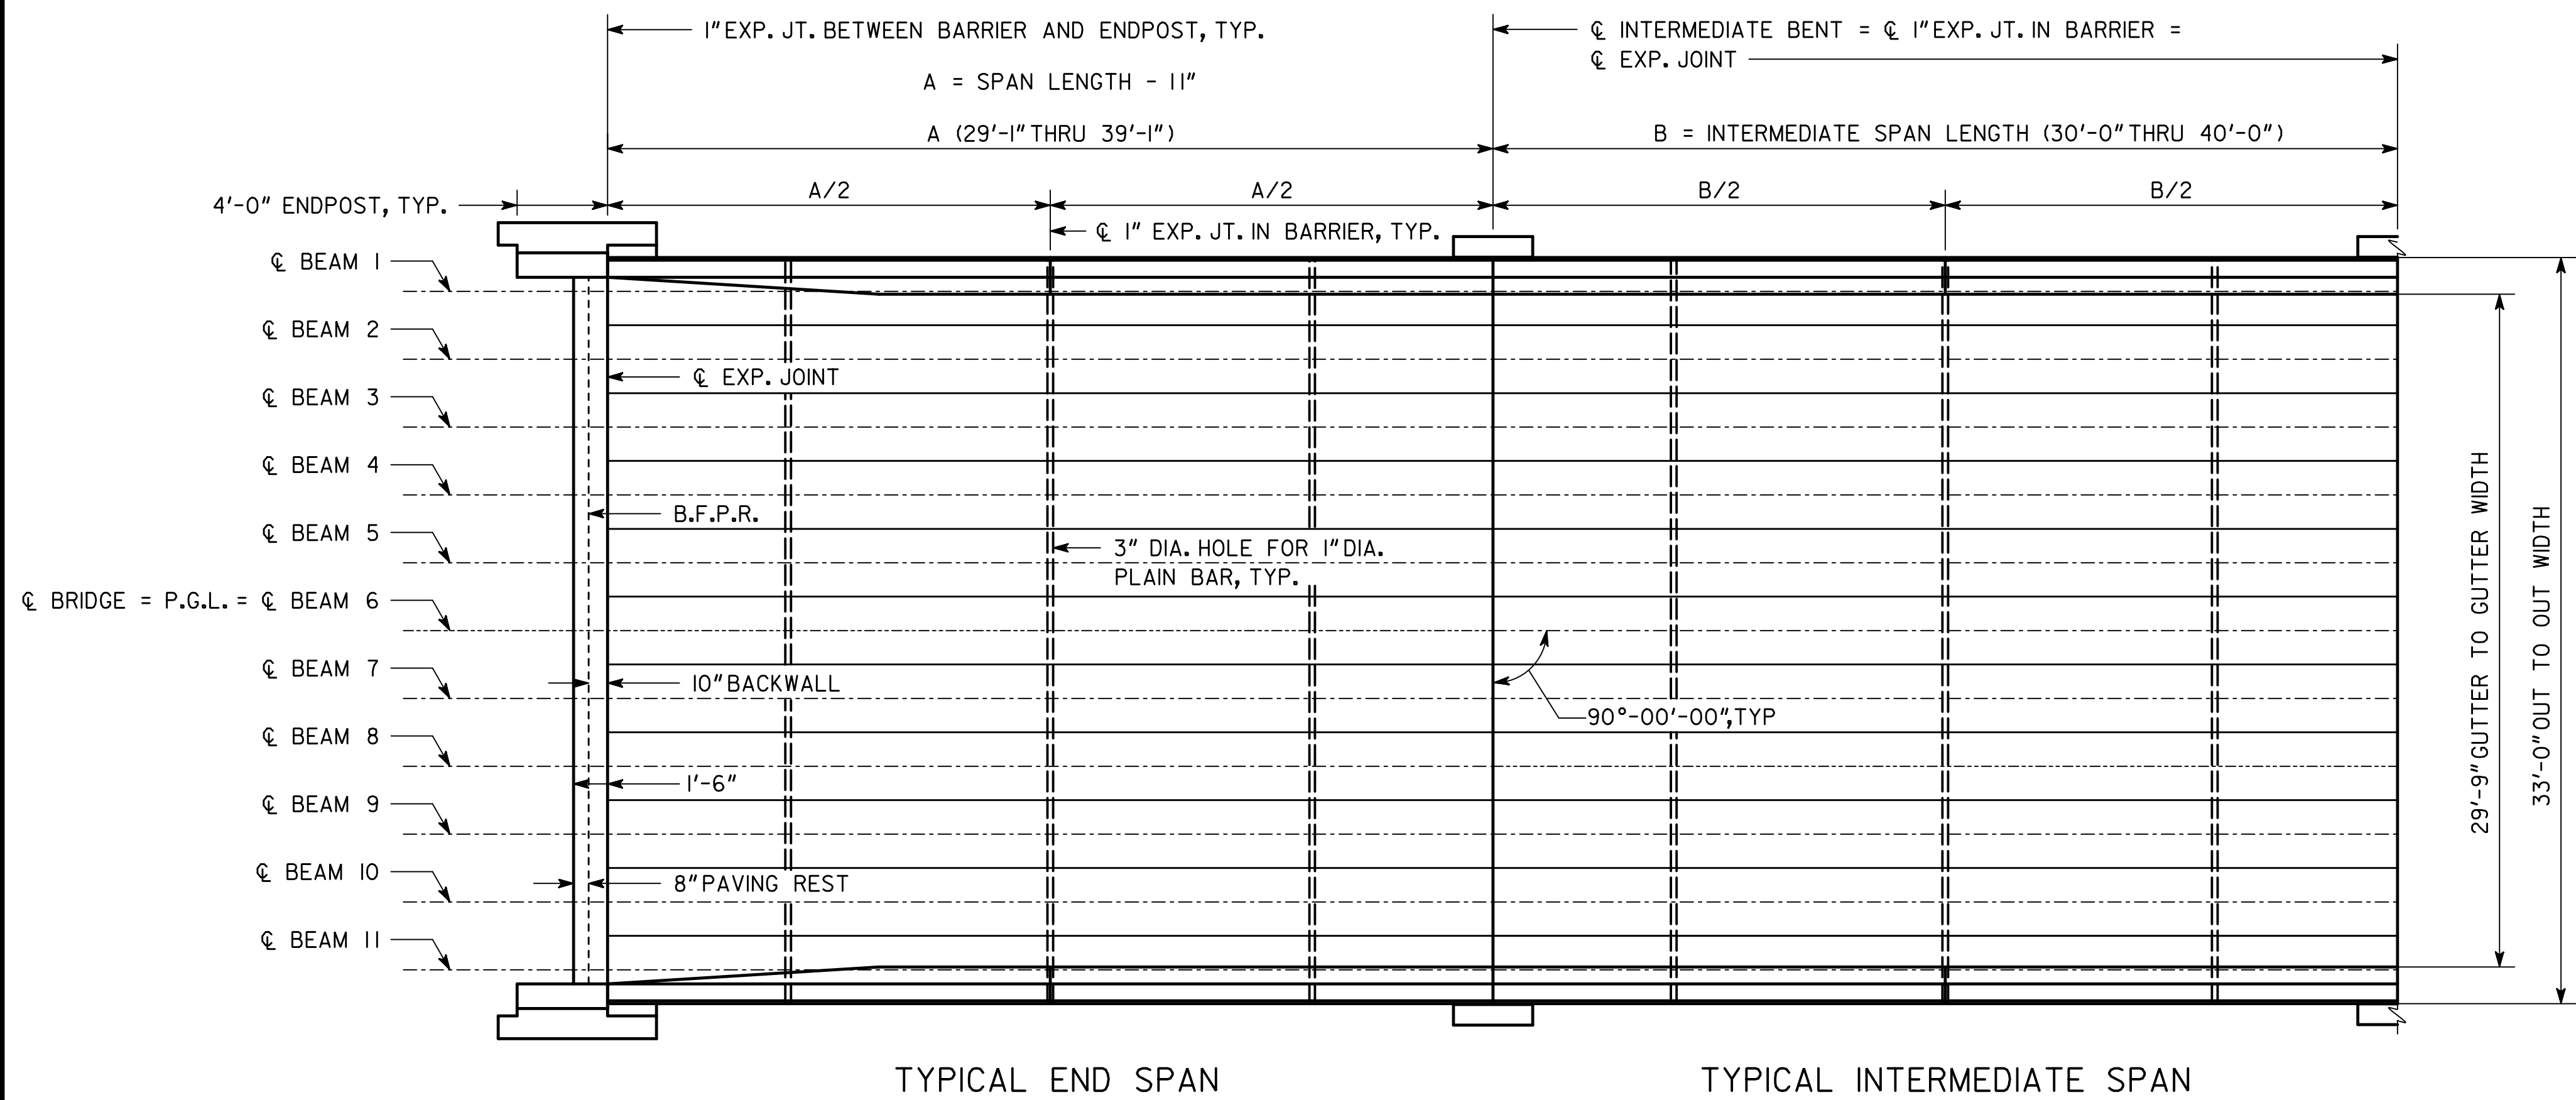 1" EXP. JT. BETWEEN BARRIER AND ENDPOST, TYP.
℄ INTERMEDIATE BENT = ℄ 1" EXP. JT. IN BARRIER =
℄ EXP. JOINT
A = SPAN LENGTH - 11"
A (29'-1" THRU 39'-1")
B = INTERMEDIATE SPAN LENGTH (30'-0" THRU 40'-0")
4'-0" ENDPOST, TYP.
A/2
A/2
B/2
B/2
℄ 1" EXP. JT. IN BARRIER, TYP.
℄ BEAM 1
℄ BEAM 2
℄ EXP. JOINT
℄ BEAM 3
℄ BEAM 4
B.F.P.R.
℄ BEAM 5
3" DIA. HOLE FOR 1" DIA.
PLAIN BAR, TYP.
℄ BRIDGE = P.G.L. = ℄ BEAM 6
℄ BEAM 7
10" BACKWALL
90°-00'-00", TYP
℄ BEAM 8
1'-6"
℄ BEAM 9
℄ BEAM 10
8" PAVING REST
℄ BEAM 11
29'-9" GUTTER TO GUTTER WIDTH
33'-0" OUT TO OUT WIDTH
TYPICAL END SPAN
TYPICAL INTERMEDIATE SPAN